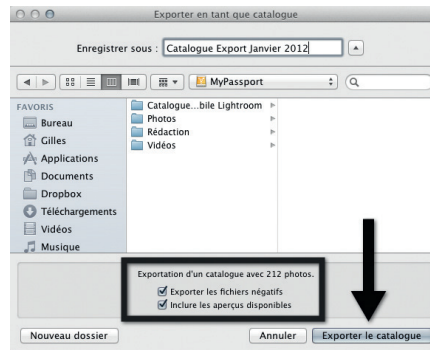 Exporter en tant que catalogue
Enregistrer sous : Catalogue Export Janvier 2012
MyPassport
FAVORIS
Bureau
Gilles
Applications
Documents
Dropbox
Téléchargements
Vidéos
Musique
Catalogue...bile Lightroom
Photos
Rédaction
Vidéos
Exportation d'un catalogue avec 212 photos.
Exporter les fichiers négatifs
Inclure les aperçus disponibles
Nouveau dossier
Annuler
Exporter le catalogue